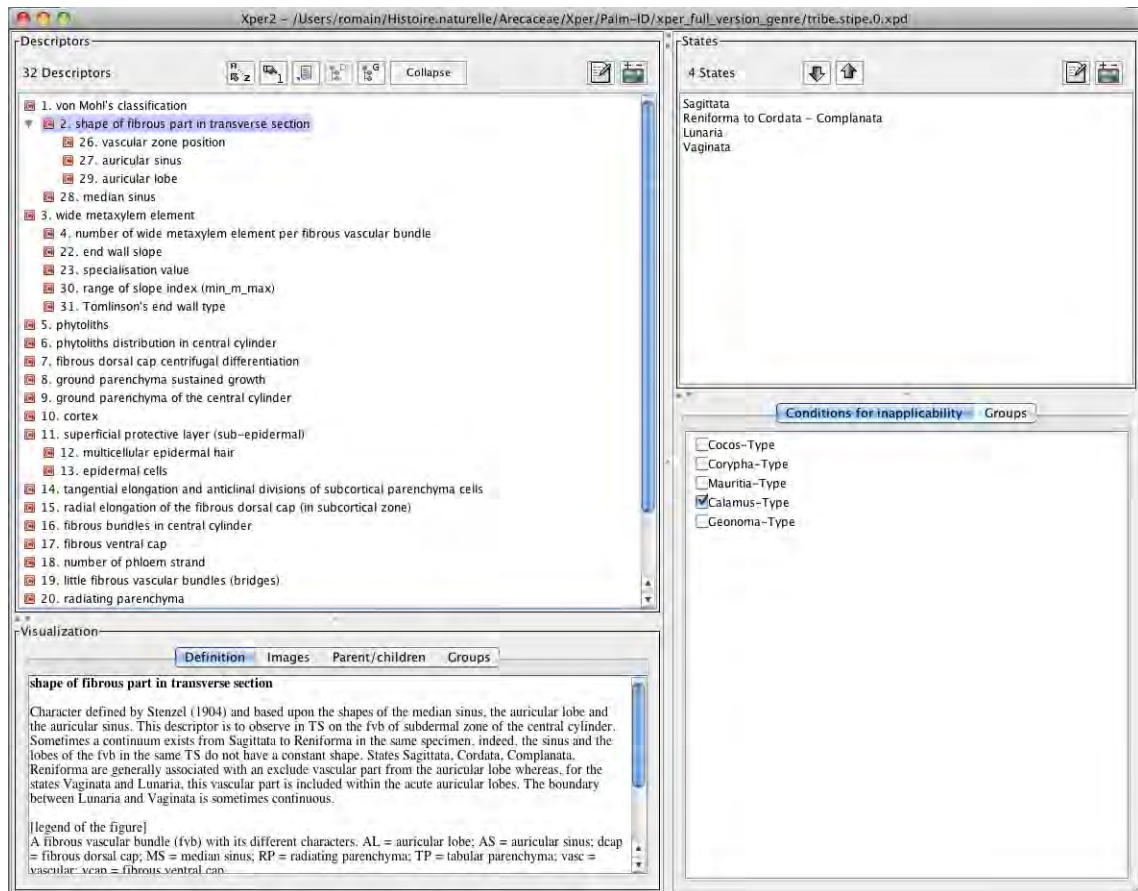 Xper2 – /Users/romain/Histoire.naturelle/Arecaceae/Xper/Palm-ID/xper_full_version_genre/tribe.stipe.0.xpd
Descriptors
32 Descriptors
Collapse
1. von Mohl's classification
2. shape of fibrous part in transverse section
26. vascular zone position
27. auricular sinus
29. auricular lobe
28. median sinus
3. wide metaxylem element
4. number of wide metaxylem element per fibrous vascular bundle
22. end wall slope
23. specialisation value
30. range of slope index (min_m_max)
31. Tomlinson's end wall type
5. phytoliths
6. phytoliths distribution in central cylinder
7. fibrous dorsal cap centrifugal differentiation
8. ground parenchyma sustained growth
9. ground parenchyma of the central cylinder
10. cortex
11. superficial protective layer (sub-epidermal)
12. multicellular epidermal hair
13. epidermal cells
14. tangential elongation and anticlinal divisions of subcortical parenchyma cells
15. radial elongation of the fibrous dorsal cap (in subcortical zone)
16. fibrous bundles in central cylinder
17. fibrous ventral cap
18. number of phloem strand
19. little fibrous vascular bundles (bridges)
20. radiating parenchyma
Visualization
Definition Images Parent/children Groups
shape of fibrous part in transverse section
Character defined by Stenzel (1904) and based upon the shapes of the median sinus, the auricular lobe and
the auricular sinus. This descriptor is to observe in TS on the fvb of subdermal zone of the central cylinder.
Sometimes a continuum exists from Sagittata to Reniforma in the same specimen, indeed, the sinus and the
lobes of the fvb in the same TS do not have a constant shape. States Sagittata, Cordata, Complanata,
Reniforma are generally associated with an exclude vascular part from the auricular lobe whereas, for the
states Vaginata and Lunaria, this vascular part is included within the acute auricular lobes. The boundary
between Lunaria and Vaginata is sometimes continuous.
[legend of the figure]
A fibrous vascular bundle (fvb) with its different characters. AL = auricular lobe; AS = auricular sinus; dcap
= fibrous dorsal cap; MS = median sinus; RP = radiating parenchyma; TP = tabular parenchyma; vasc =
vascular; vcap = fibrous ventral cap
States
4 States
Sagittata
Reniforma to Cordata – Complanata
Lunaria
Vaginata
Conditions for inapplicability Groups
Cocos-Type
Corypha-Type
Mauritia-Type
Calamus-Type
Geonoma-Type